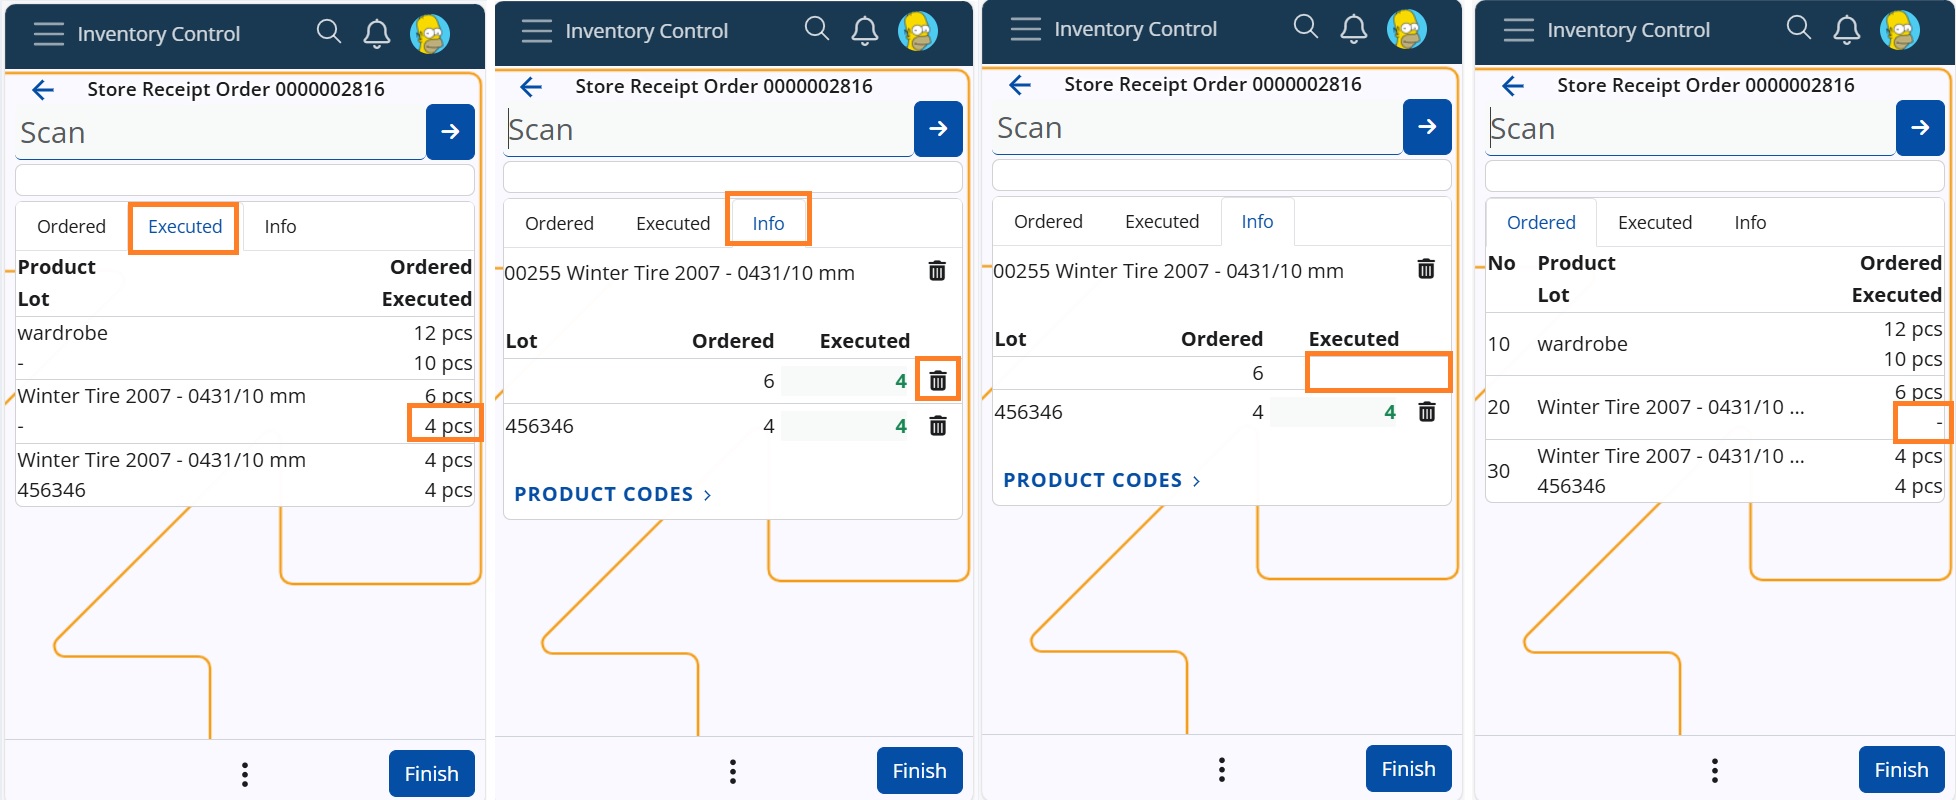 Inventory Control
Store Receipt Order 0000002816
Scan
Ordered Executed Info
Product Ordered
Lot Executed
wardrobe 12 pcs
- 10 pcs
Winter Tire 2007 - 0431/10 mm 6 pcs
- 4 pcs
Winter Tire 2007 - 0431/10 mm 4 pcs
456346 4 pcs
Finish
Inventory Control
Store Receipt Order 0000002816
Scan
Ordered Executed Info
00255 Winter Tire 2007 - 0431/10 mm
Lot Ordered Executed
6 4
456346 4 4
PRODUCT CODES >
Finish
Inventory Control
Store Receipt Order 0000002816
Scan
Ordered Executed Info
00255 Winter Tire 2007 - 0431/10 mm
Lot Ordered Executed
6
456346 4 4
PRODUCT CODES >
Finish
Inventory Control
Store Receipt Order 0000002816
Scan
Ordered Executed Info
No Product Ordered
Lot Executed
12 pcs
10 wardrobe
10 pcs
6 pcs
20 Winter Tire 2007 - 0431/10 ...
-
30 Winter Tire 2007 - 0431/10 ... 4 pcs
456346 4 pcs
Finish